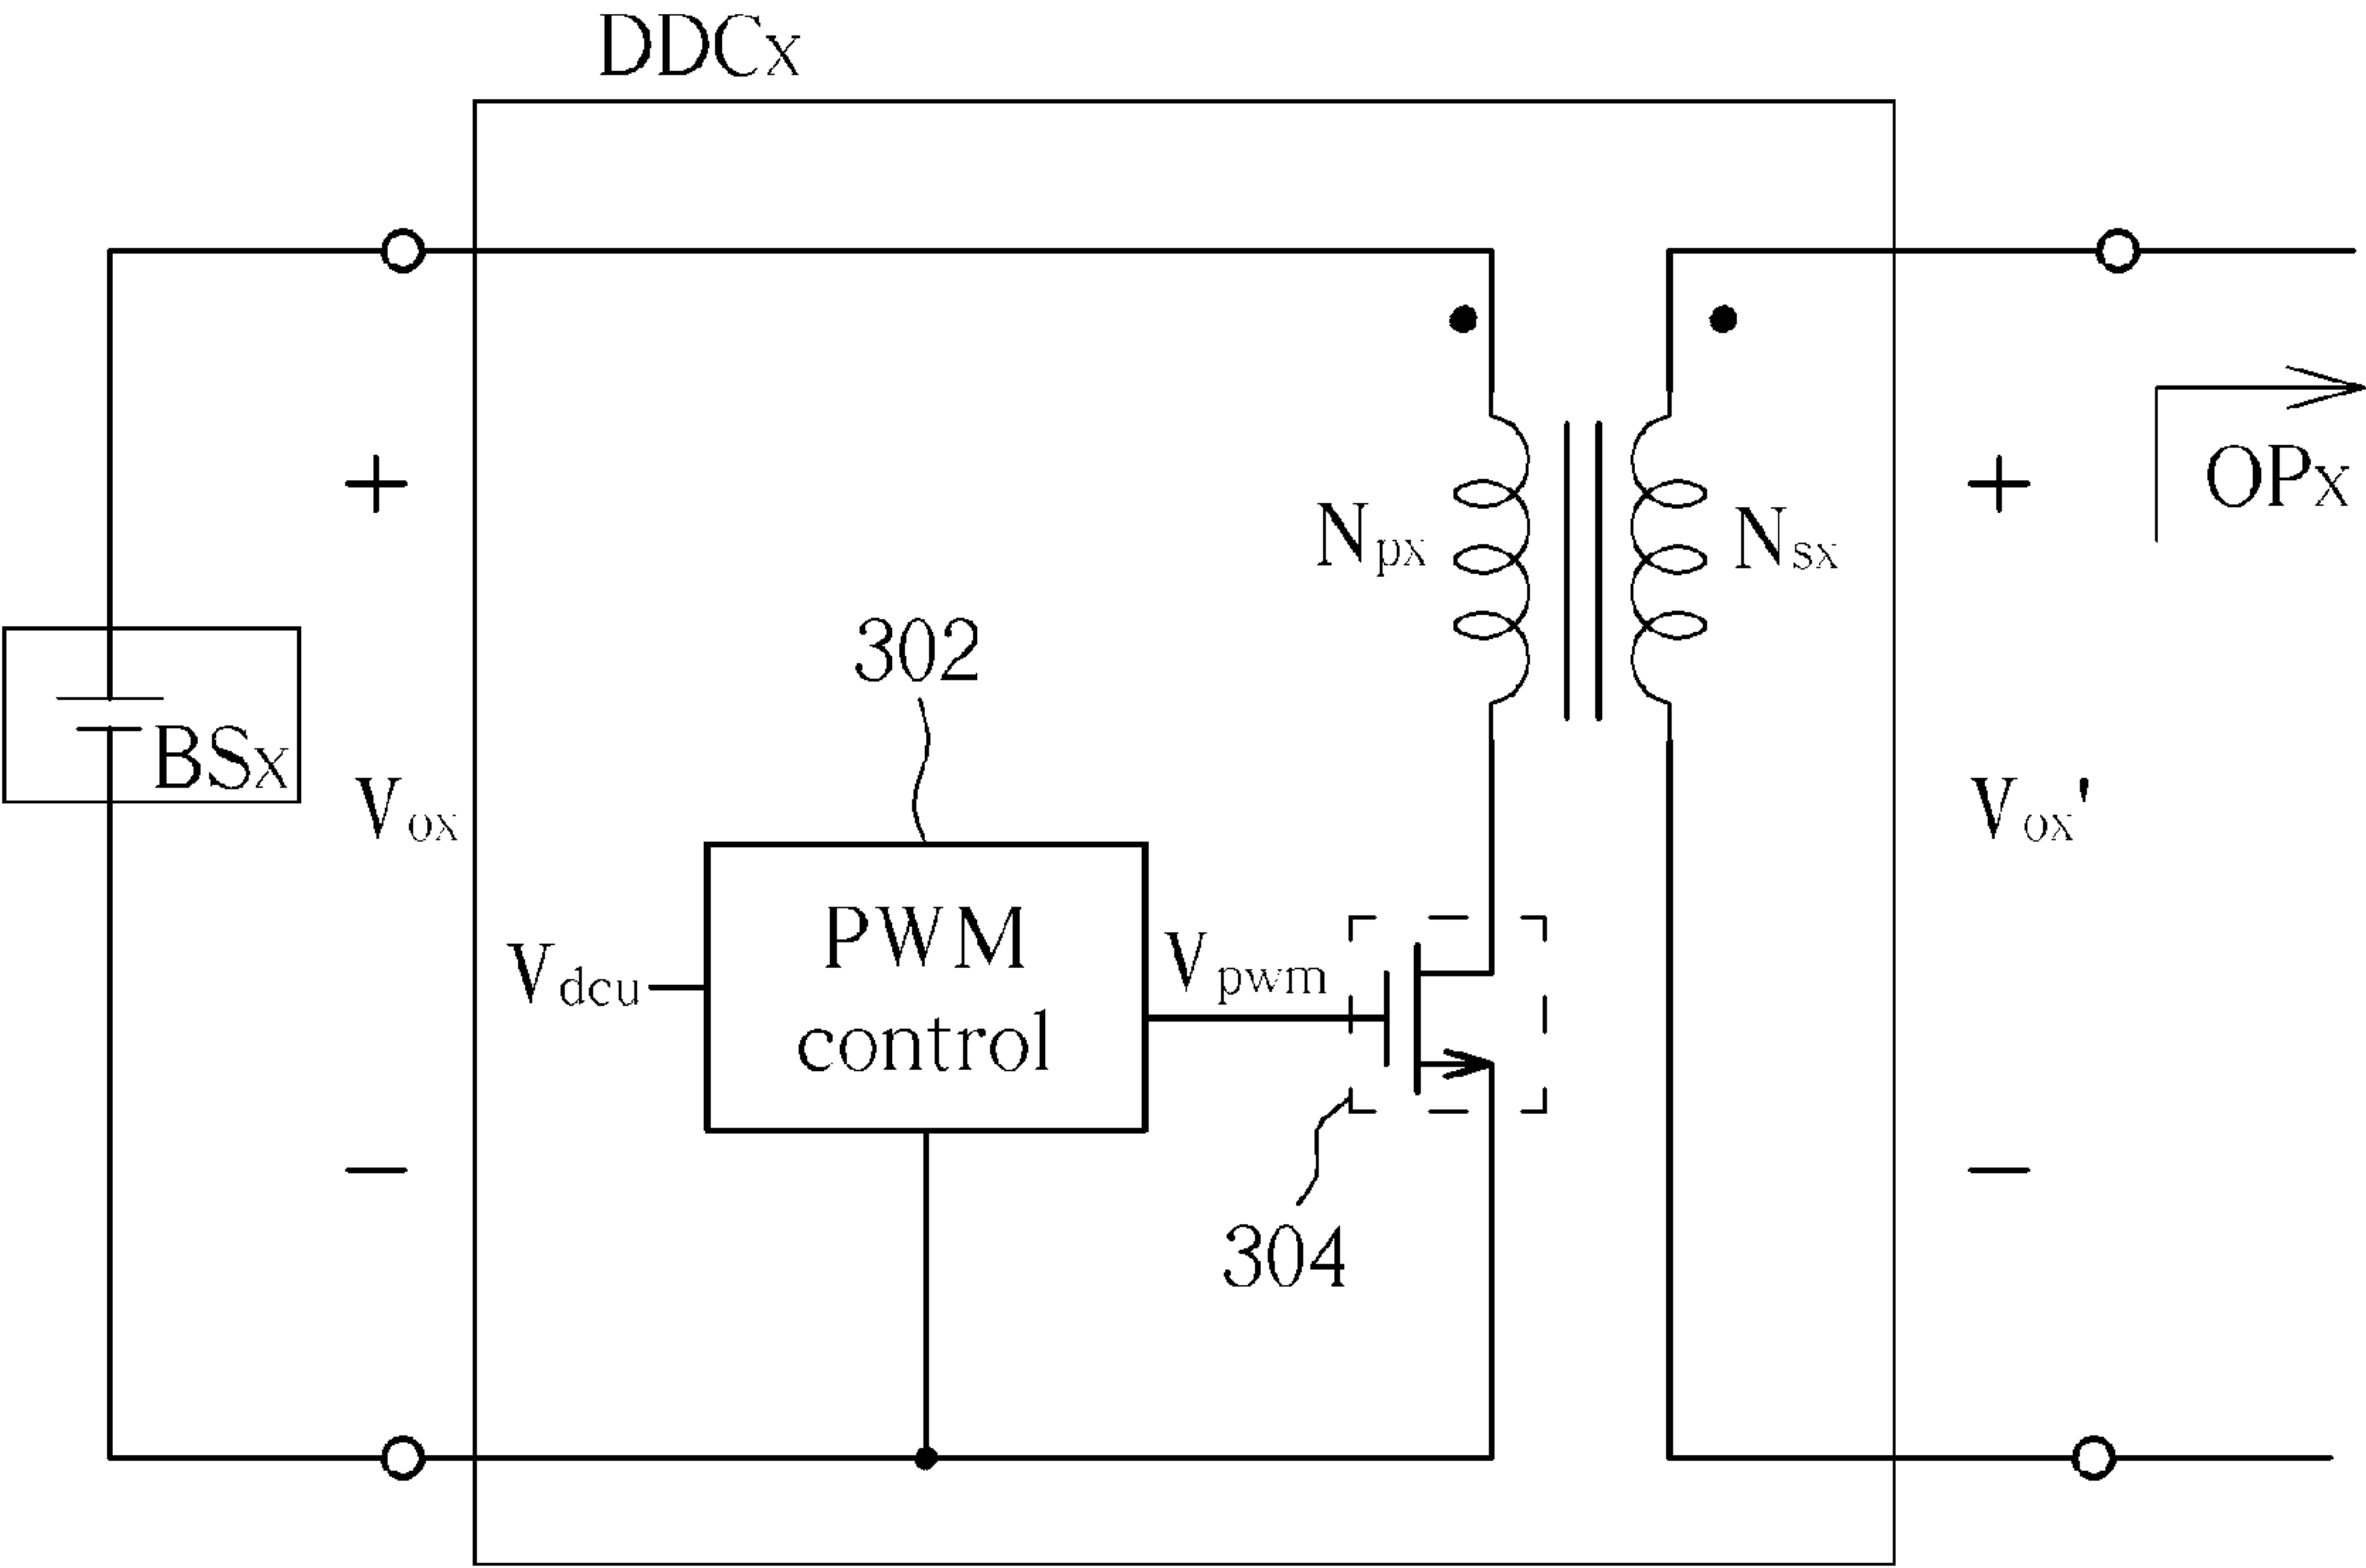 DDCx
+
+
OPx
Npx
Nsx
302
BSx
Vox
Vox'
PWM
control
Vdcu
Vpwm
−
−
304